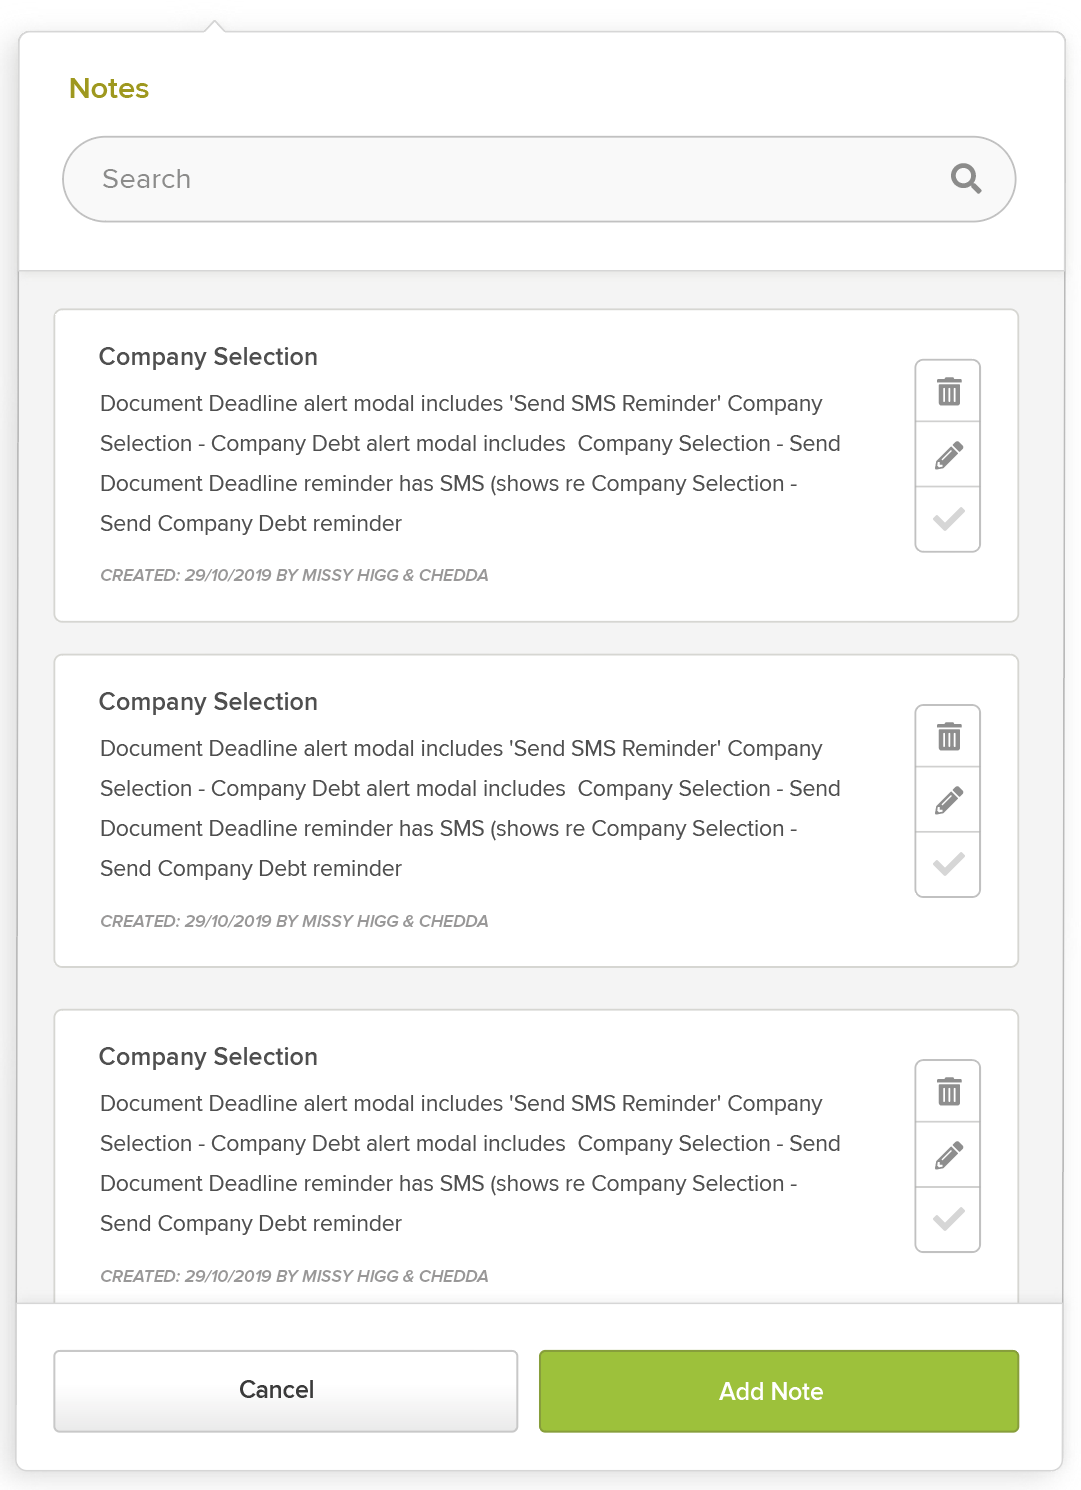 Notes
Search
Company Selection
Document Deadline alert modal includes 'Send SMS Reminder' Company
Selection - Company Debt alert modal includes  Company Selection - Send
Document Deadline reminder has SMS (shows re Company Selection -
Send Company Debt reminder
CREATED: 29/10/2019 BY MISSY HIGG & CHEDDA
Company Selection
Document Deadline alert modal includes 'Send SMS Reminder' Company
Selection - Company Debt alert modal includes  Company Selection - Send
Document Deadline reminder has SMS (shows re Company Selection -
Send Company Debt reminder
CREATED: 29/10/2019 BY MISSY HIGG & CHEDDA
Company Selection
Document Deadline alert modal includes 'Send SMS Reminder' Company
Selection - Company Debt alert modal includes  Company Selection - Send
Document Deadline reminder has SMS (shows re Company Selection -
Send Company Debt reminder
CREATED: 29/10/2019 BY MISSY HIGG & CHEDDA
Cancel
Add Note